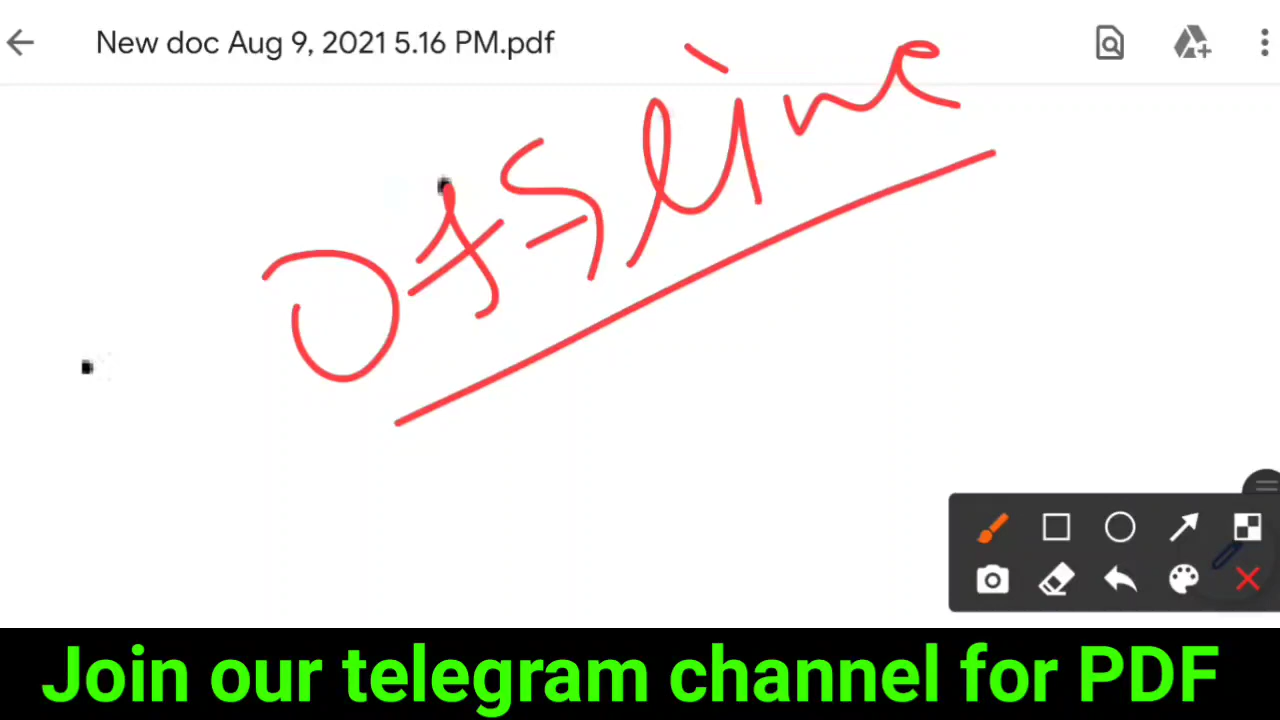 New doc Aug 9, 2021 5.16 PM.pdf
Offline
Join our telegram channel for PDF